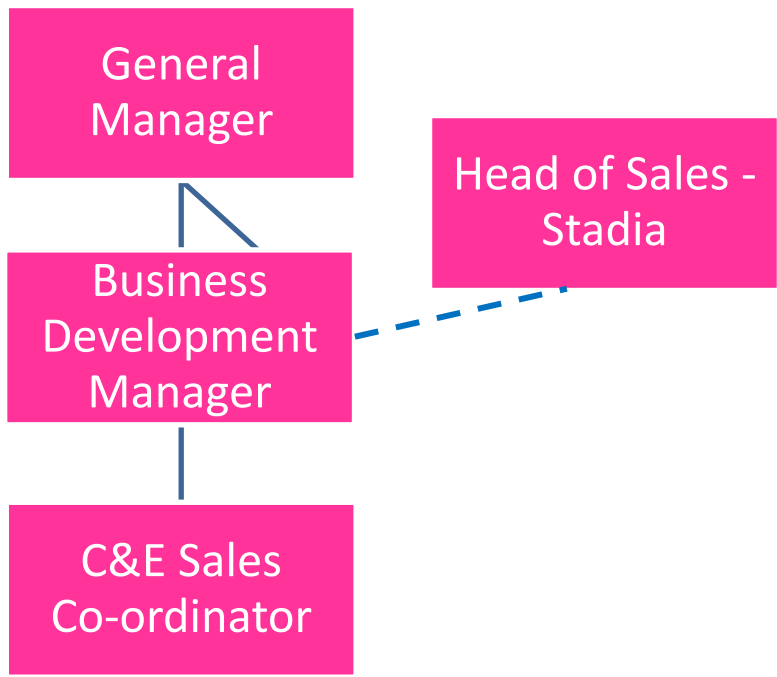 General
Manager
Head of Sales -
Stadia
Business
Development
Manager
C&E Sales
Co-ordinator